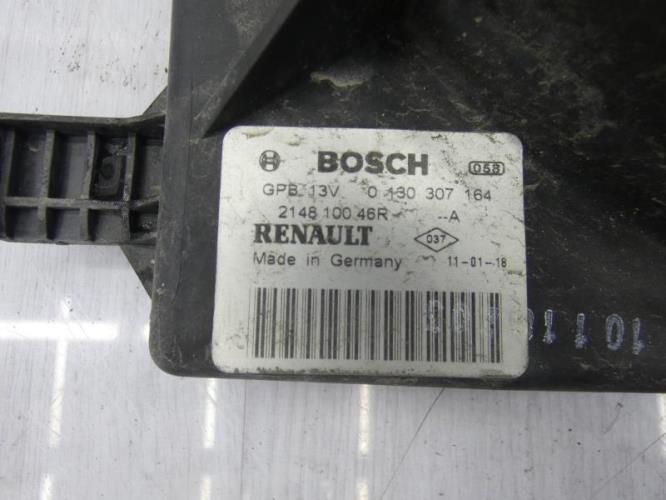 BOSCH 058
GPB 13V 0 130 307 164
2148 100 46R --A
RENAULT 037
Made in Germany 11-01-18